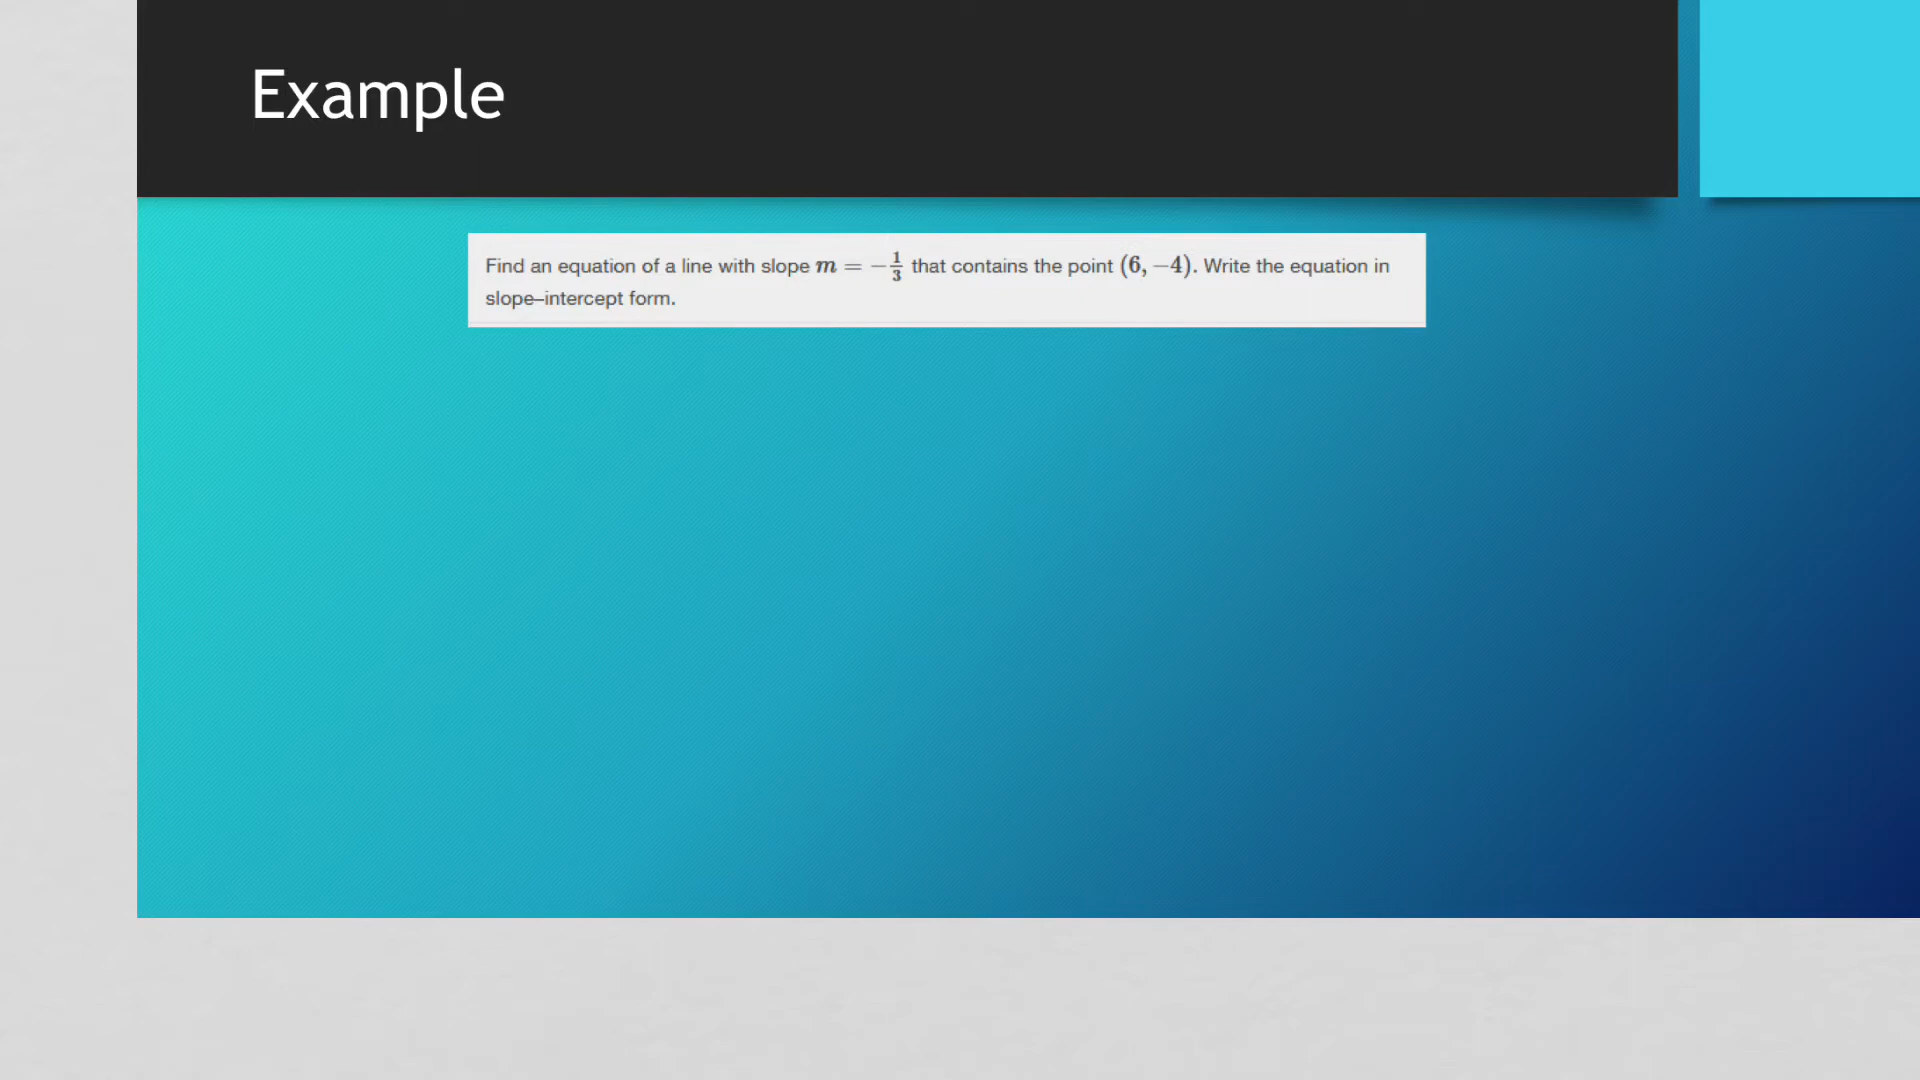 Example
Find an equation of a line with slope m = −1/3 that contains the point (6, −4). Write the equation in
slope–intercept form.